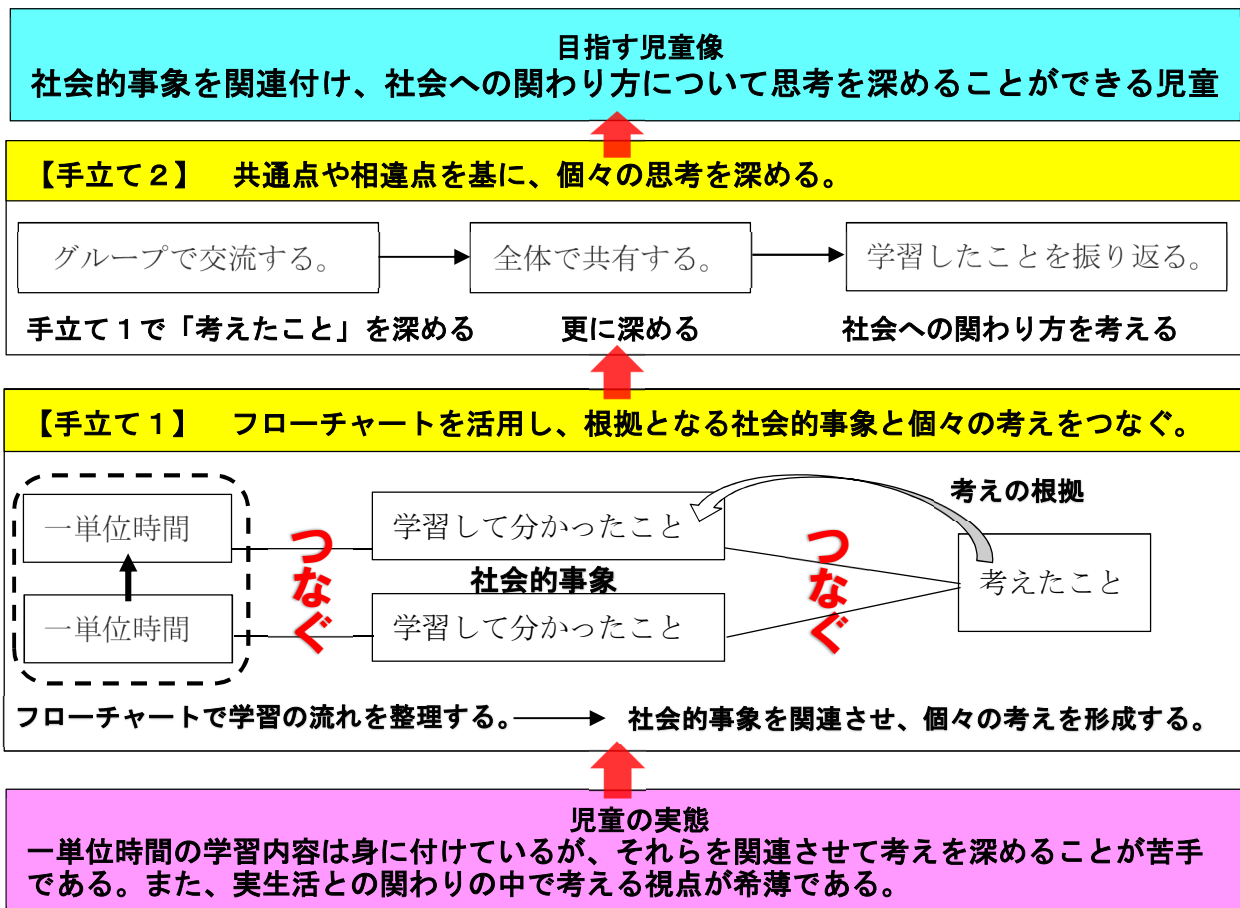 目指す児童像
社会的事象を関連付け、社会への関わり方について思考を深めることができる児童
【手立て２】　共通点や相違点を基に、個々の思考を深める。
グループで交流する。
全体で共有する。
学習したことを振り返る。
手立て１で「考えたこと」を深める
更に深める
社会への関わり方を考える
【手立て１】　フローチャートを活用し、根拠となる社会的事象と個々の考えをつなぐ。
考えの根拠
一単位時間
つなぐ
学習して分かったこと
つなぐ
社会的事象
考えたこと
一単位時間
学習して分かったこと
フローチャートで学習の流れを整理する。
社会的事象を関連させ、個々の考えを形成する。
児童の実態
一単位時間の学習内容は身に付けているが、それらを関連させて考えを深めることが苦手
である。また、実生活との関わりの中で考える視点が希薄である。